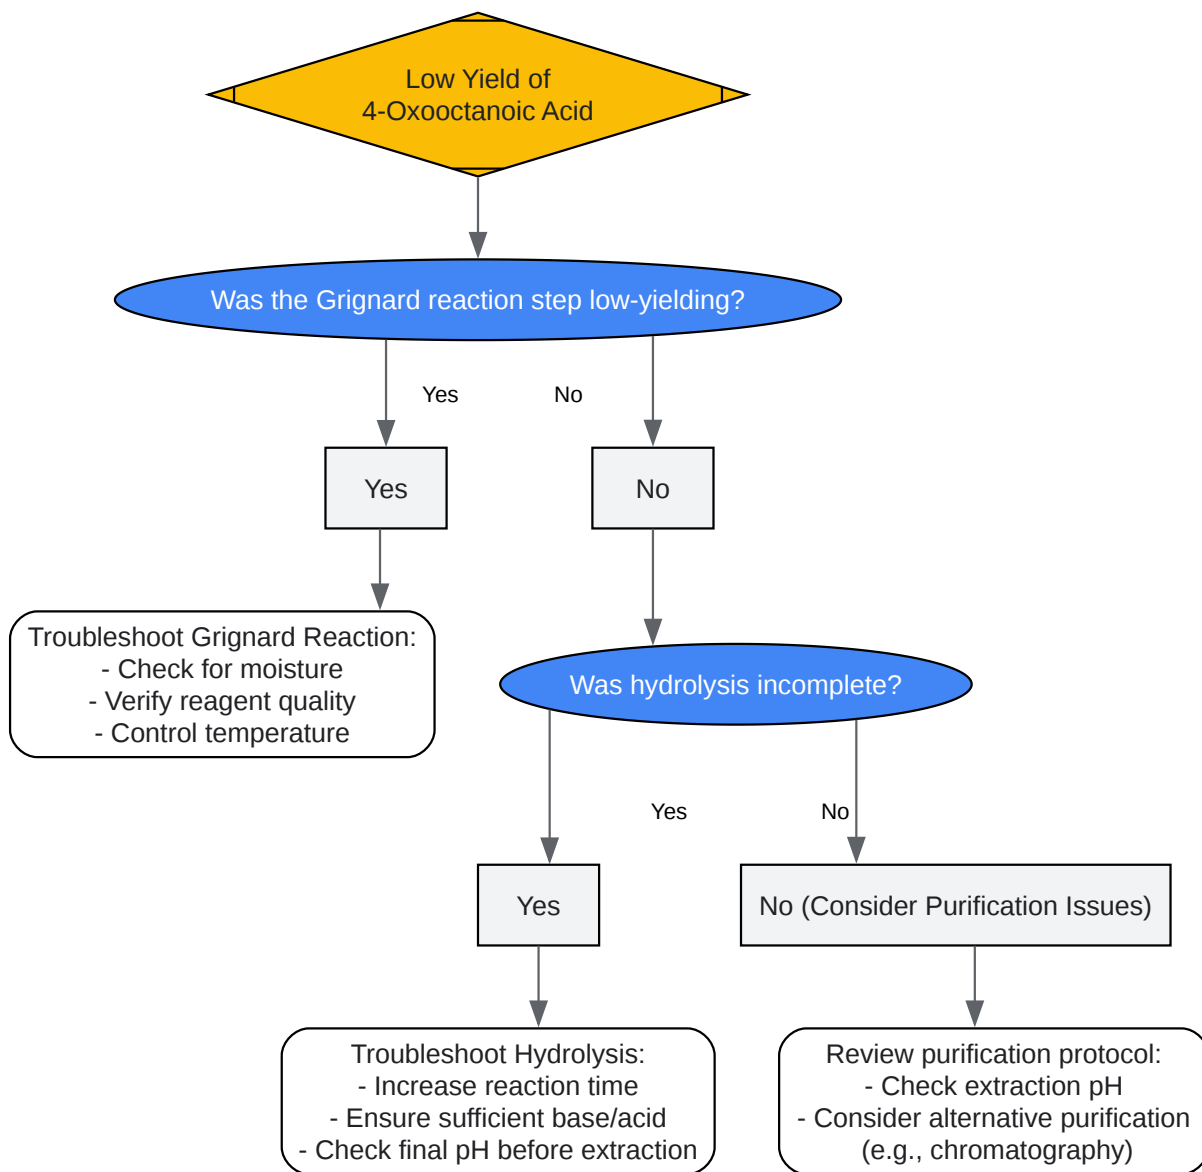 Low Yield of
4-Oxooctanoic Acid
Was the Grignard reaction step low-yielding?
Yes
No
Yes
No
Troubleshoot Grignard Reaction:
- Check for moisture
- Verify reagent quality
- Control temperature
Was hydrolysis incomplete?
Yes
No
Yes
No (Consider Purification Issues)
Troubleshoot Hydrolysis:
- Increase reaction time
- Ensure sufficient base/acid
- Check final pH before extraction
Review purification protocol:
- Check extraction pH
- Consider alternative purification
(e.g., chromatography)